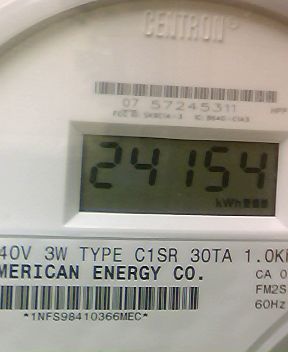 CENTRON®
07 57245311
24154
kWh
40V 3W TYPE C1SR 30TA 1.0K
MERICAN ENERGY CO.
CA 0
FM2S
60Hz
*1NFS98410366MEC*